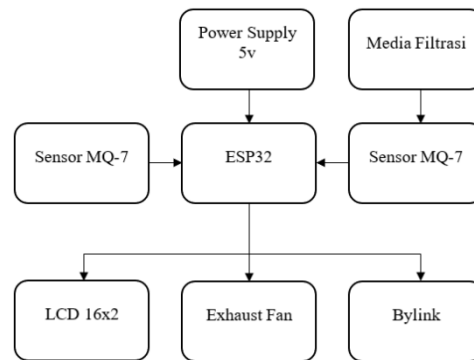 Power Supply
5v
Media Filtrasi
Sensor MQ-7
ESP32
Sensor MQ-7
LCD 16x2
Exhaust Fan
Bylink